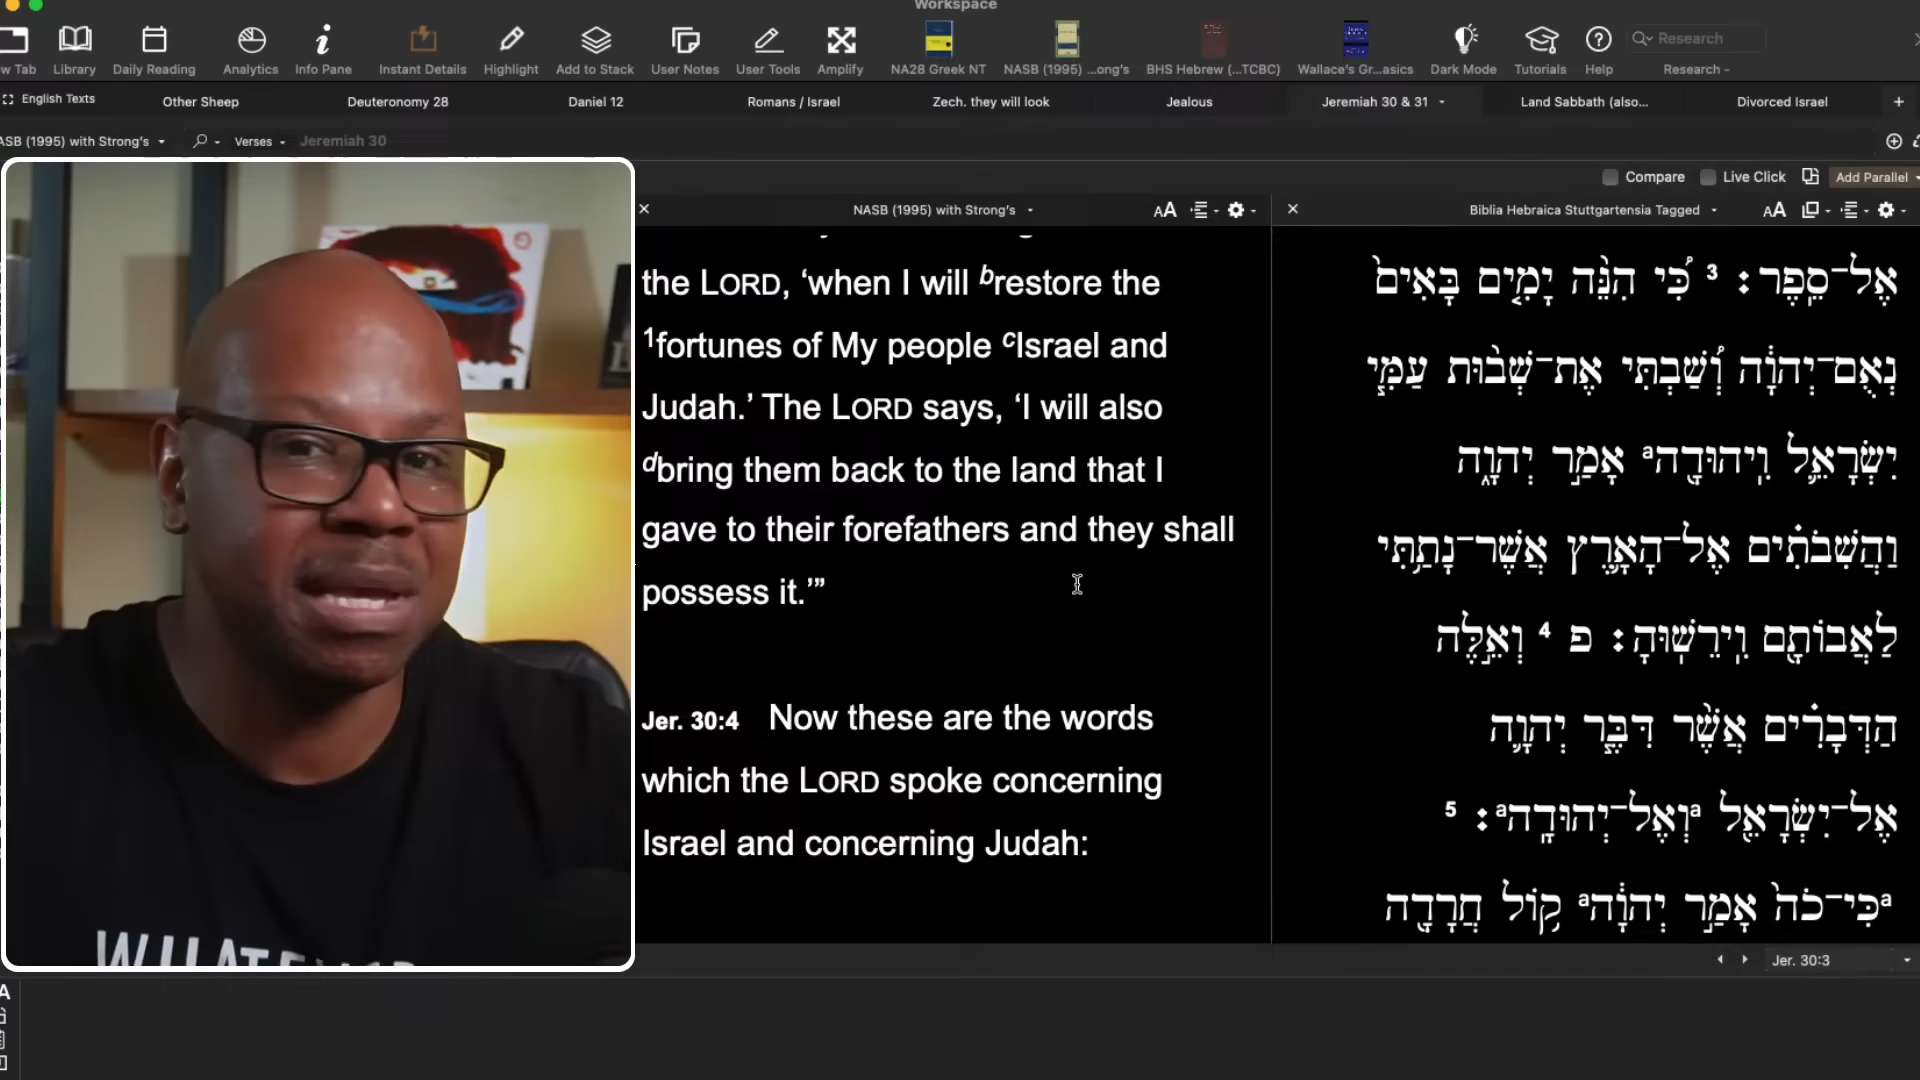 Workspace
Library
Daily Reading
Analytics
Info Pane
Instant Details
Highlight
Add to Stack
User Notes
User Tools
Amplify
NA28 Greek NT
NASB (1995) ...ong's
BHS Hebrew (...TCBC)
Wallace's Gr...asics
Dark Mode
Tutorials
Help
Research
Research
English Texts
Other Sheep
Deuteronomy 28
Daniel 12
Romans / Israel
Zech. they will look
Jealous
Jeremiah 30 & 31
Land Sabbath (also...
Divorced Israel
+
(1995) with Strong's
Verses
Jeremiah 30
Compare
Live Click
Add Parallel
NASB (1995) with Strong's
AA
the LORD, ‘when I will brestore the
1fortunes of My people cIsrael and
Judah.’ The LORD says, ‘I will also
dbring them back to the land that I
gave to their forefathers and they shall
possess it.’”
Jer. 30:4 Now these are the words
which the LORD spoke concerning
Israel and concerning Judah:
Biblia Hebraica Stuttgartensia Tagged
AA
אֶל־סֵֽפֶר׃ 3 כִּ֠י הִנֵּ֨ה יָמִ֤ים בָּאִים֙
נְאֻם־יְהוָ֔ה וְ֠שַׁבְתִּי אֶת־שְׁב֨וּת עַמִּ֧י
יִשְׂרָאֵ֛ל וִֽיהוּדָ֖הa אָמַ֣ר יְהוָ֑ה
וַהֲשִׁבֹתִ֗ים אֶל־הָאָ֛רֶץ אֲשֶׁר־נָתַ֥תִּי
לַאֲבוֹתָ֖ם וִֽירֵשֽׁוּהָ׃ פ 4 וְאֵ֣לֶּה
הַדְּבָרִ֗ים אֲשֶׁ֨ר דִּבֶּ֧ר יְהוָ֛ה
אֶל־יִשְׂרָאֵ֖ל aוְאֶל־יְהוּדָֽהa׃ 5
aכִּי־כֹה֙ אָמַ֣ר יְהוָ֔הa ק֥וֹל חֲרָדָ֖ה
Jer. 30:3